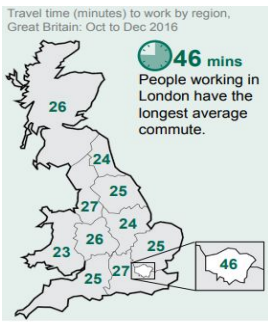 Travel time (minutes) to work by region,
Great Britain: Oct to Dec 2016
46 mins
People working in
London have the
longest average
commute.
26
24
25
27
24
26
25
23
46
27
25